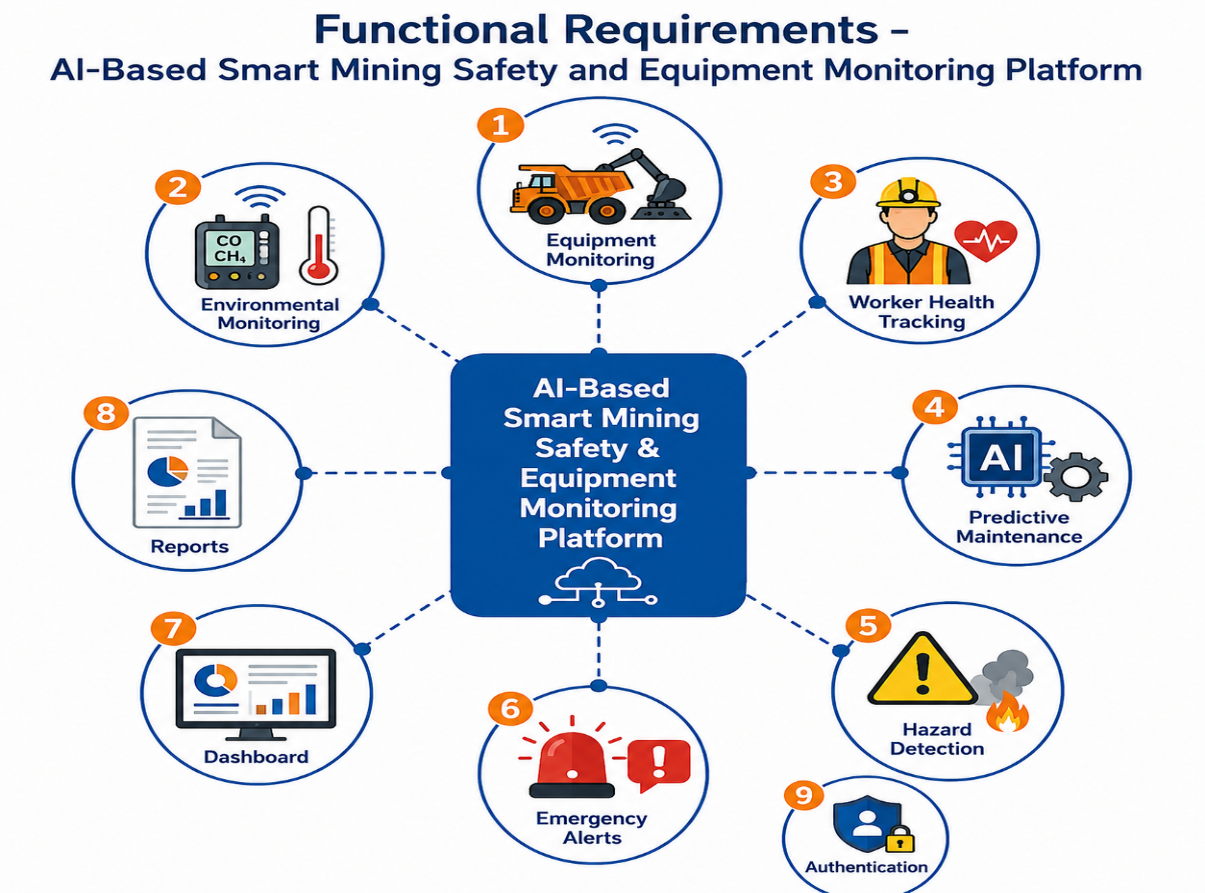 Functional Requirements –
AI-Based Smart Mining Safety and Equipment Monitoring Platform
1
Equipment
Monitoring
2
CO
CH₄
Environmental
Monitoring
3
Worker Health
Tracking
AI-Based
Smart Mining
Safety &
Equipment
Monitoring
Platform
4
AI
Predictive
Maintenance
5
Hazard
Detection
6
Emergency
Alerts
7
Dashboard
8
Reports
9
Authentication